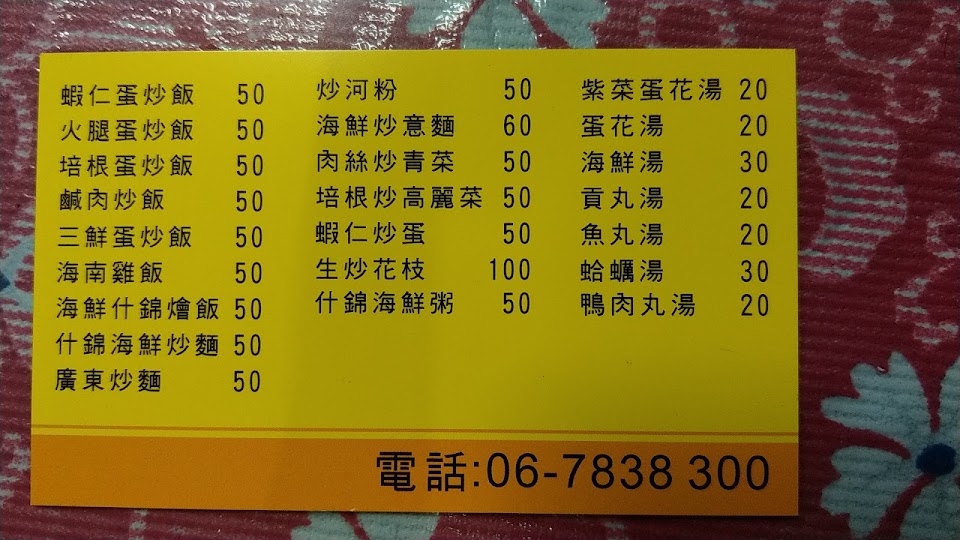 蝦仁蛋炒飯 50
火腿蛋炒飯 50
培根蛋炒飯 50
鹹肉炒飯 50
三鮮蛋炒飯 50
海南雞飯 50
海鮮什錦燴飯 50
什錦海鮮炒麵 50
廣東炒麵 50
炒河粉 50
海鮮炒意麵 60
肉絲炒青菜 50
培根炒高麗菜 50
蝦仁炒蛋 50
生炒花枝 100
什錦海鮮粥 50
紫菜蛋花湯 20
蛋花湯 20
海鮮湯 30
貢丸湯 20
魚丸湯 20
蛤蠣湯 30
鴨肉丸湯 20
電話:06-7838 300